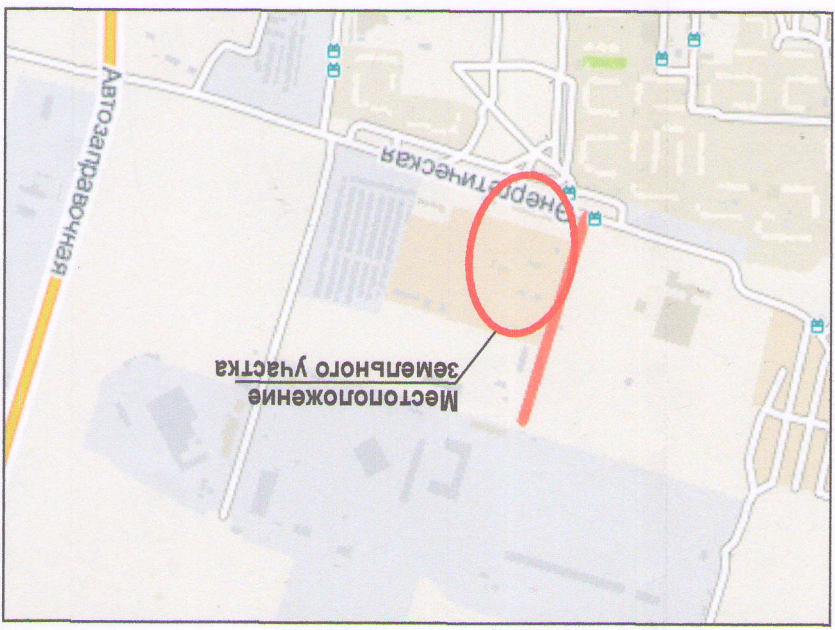 Местоположение
земельного участка
Энергетическая
Автозаправочная